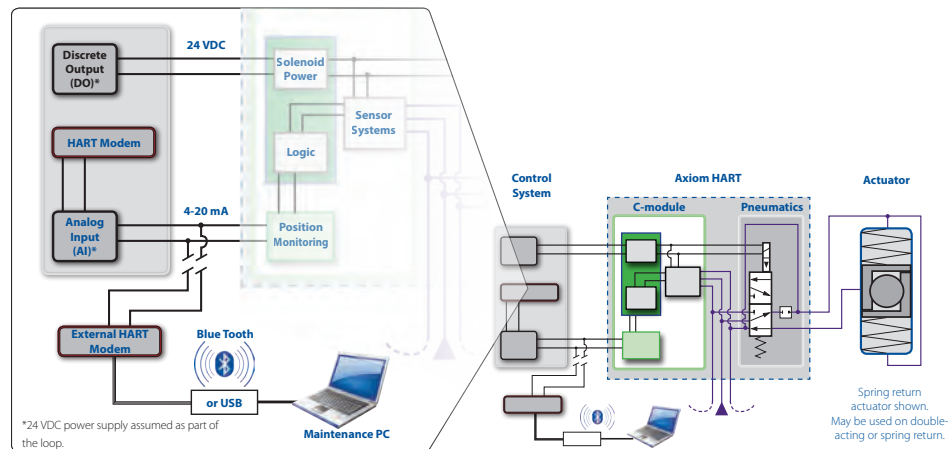 24 VDC
Discrete
Output
(DO)*
Solenoid
Power
Sensor
Systems
HART Modem
Logic
4-20 mA
Analog
Input
(AI)*
Position
Monitoring
External HART
Modem
Blue Tooth
or USB
Maintenance PC
*24 VDC power supply assumed as part of
the loop.
Control
System
Axiom HART
Actuator
C-module
Pneumatics
Spring return
actuator shown.
May be used on double-
acting or spring return.